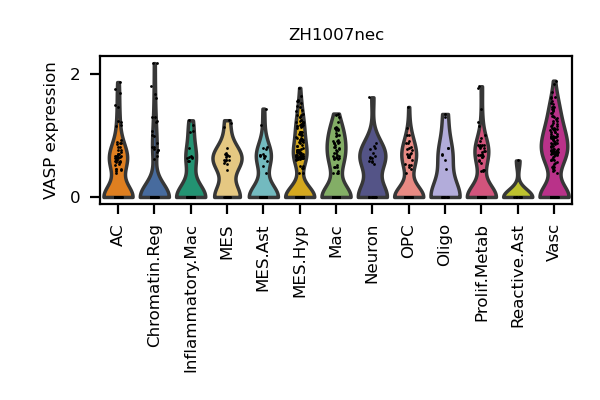 ZH1007nec
VASP expression
2
0
AC
Chromatin.Reg
Inflammatory.Mac
MES
MES.Ast
MES.Hyp
Mac
Neuron
OPC
Oligo
Prolif.Metab
Reactive.Ast
Vasc